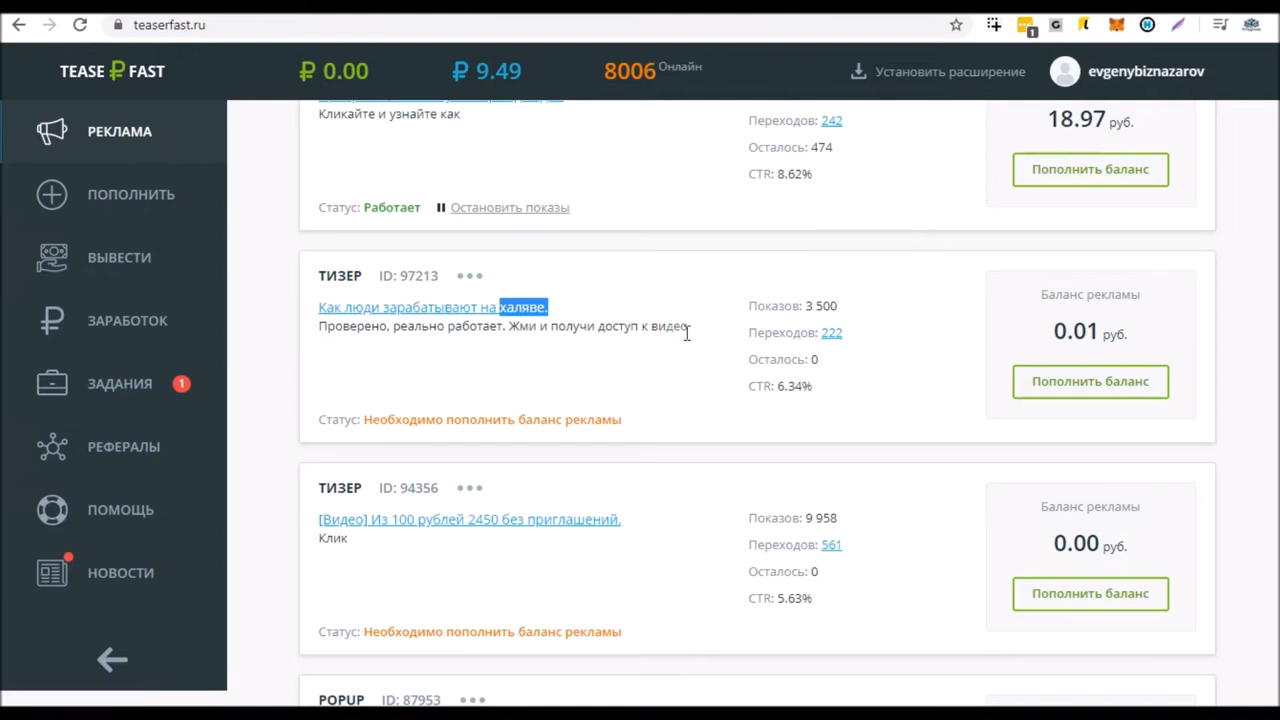 teaserfast.ru
1
TEASE₽FAST
₽ 0.00
₽ 9.49
8006 Онлайн
Установить расширение
evgenybiznazarov
РЕКЛАМА
ПОПОЛНИТЬ
ВЫВЕСТИ
ЗАРАБОТОК
ЗАДАНИЯ 1
РЕФЕРАЛЫ
ПОМОЩЬ
НОВОСТИ
Кликайте и узнайте как
Переходов: 242
Осталось: 474
CTR: 8.62%
Статус: Работает Остановить показы
18.97 руб.
Пополнить баланс
ТИЗЕР ID: 97213
Как люди зарабатывают на халяве.
Проверено, реально работает. Жми и получи доступ к видео
Показов: 3 500
Переходов: 222
Осталось: 0
CTR: 6.34%
Статус: Необходимо пополнить баланс рекламы
Баланс рекламы
0.01 руб.
Пополнить баланс
ТИЗЕР ID: 94356
[Видео] Из 100 рублей 2450 без приглашений.
Клик
Показов: 9 958
Переходов: 561
Осталось: 0
CTR: 5.63%
Статус: Необходимо пополнить баланс рекламы
Баланс рекламы
0.00 руб.
Пополнить баланс
POPUP ID: 87953